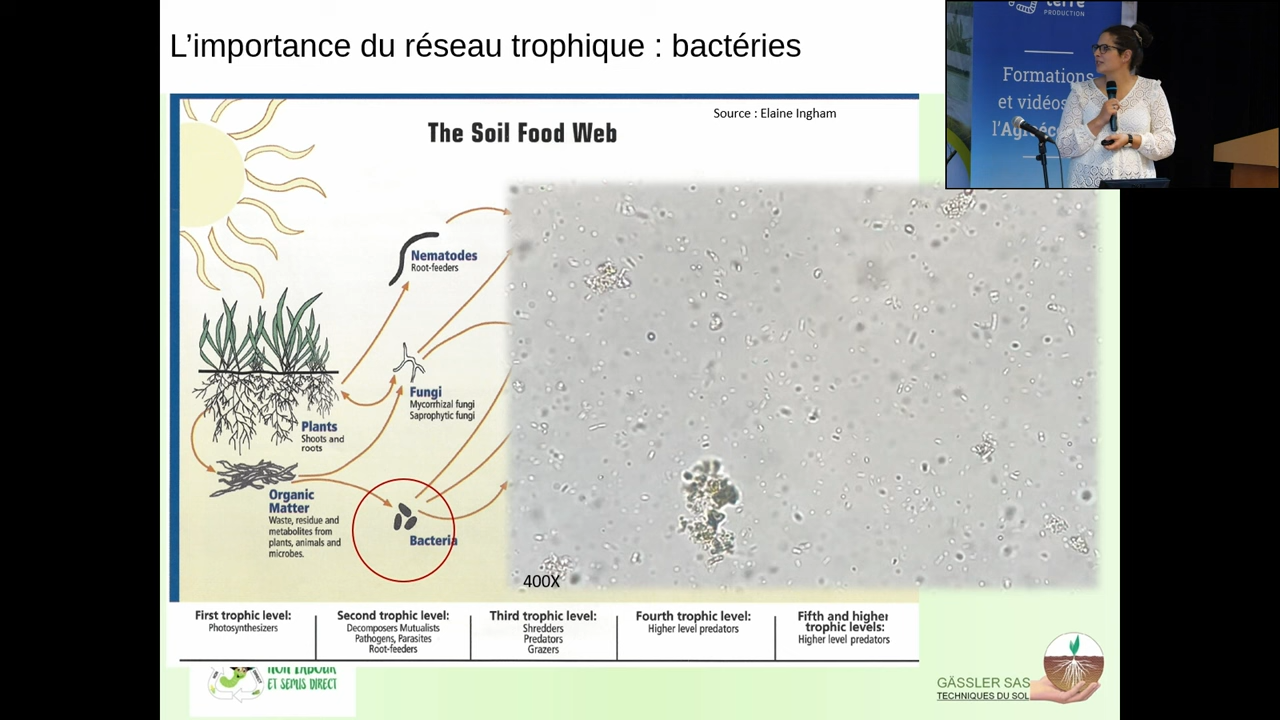 L'importance du réseau trophique : bactéries
terre
PRODUCTION
Formations
et vidéos
Source : Elaine Ingham
The Soil Food Web
Nematodes
Root-feeders
Fungi
Mycorrhizal fungi
Saprophytic fungi
Plants
Shoots and
roots
Organic
Matter
Waste, residue and
metabolites from
plants, animals and
microbes.
Bacteria
400X
First trophic level:
Photosynthesizers
Second trophic level:
Decomposers Mutualists
Pathogens, Parasites
Root-feeders
Third trophic level:
Shredders
Predators
Grazers
Fourth trophic level:
Higher level predators
Fifth and higher
trophic levels:
Higher level predators
NON LABOUR
ET SEMIS DIRECT
GÄSSLER SAS
TECHNIQUES DU SOL